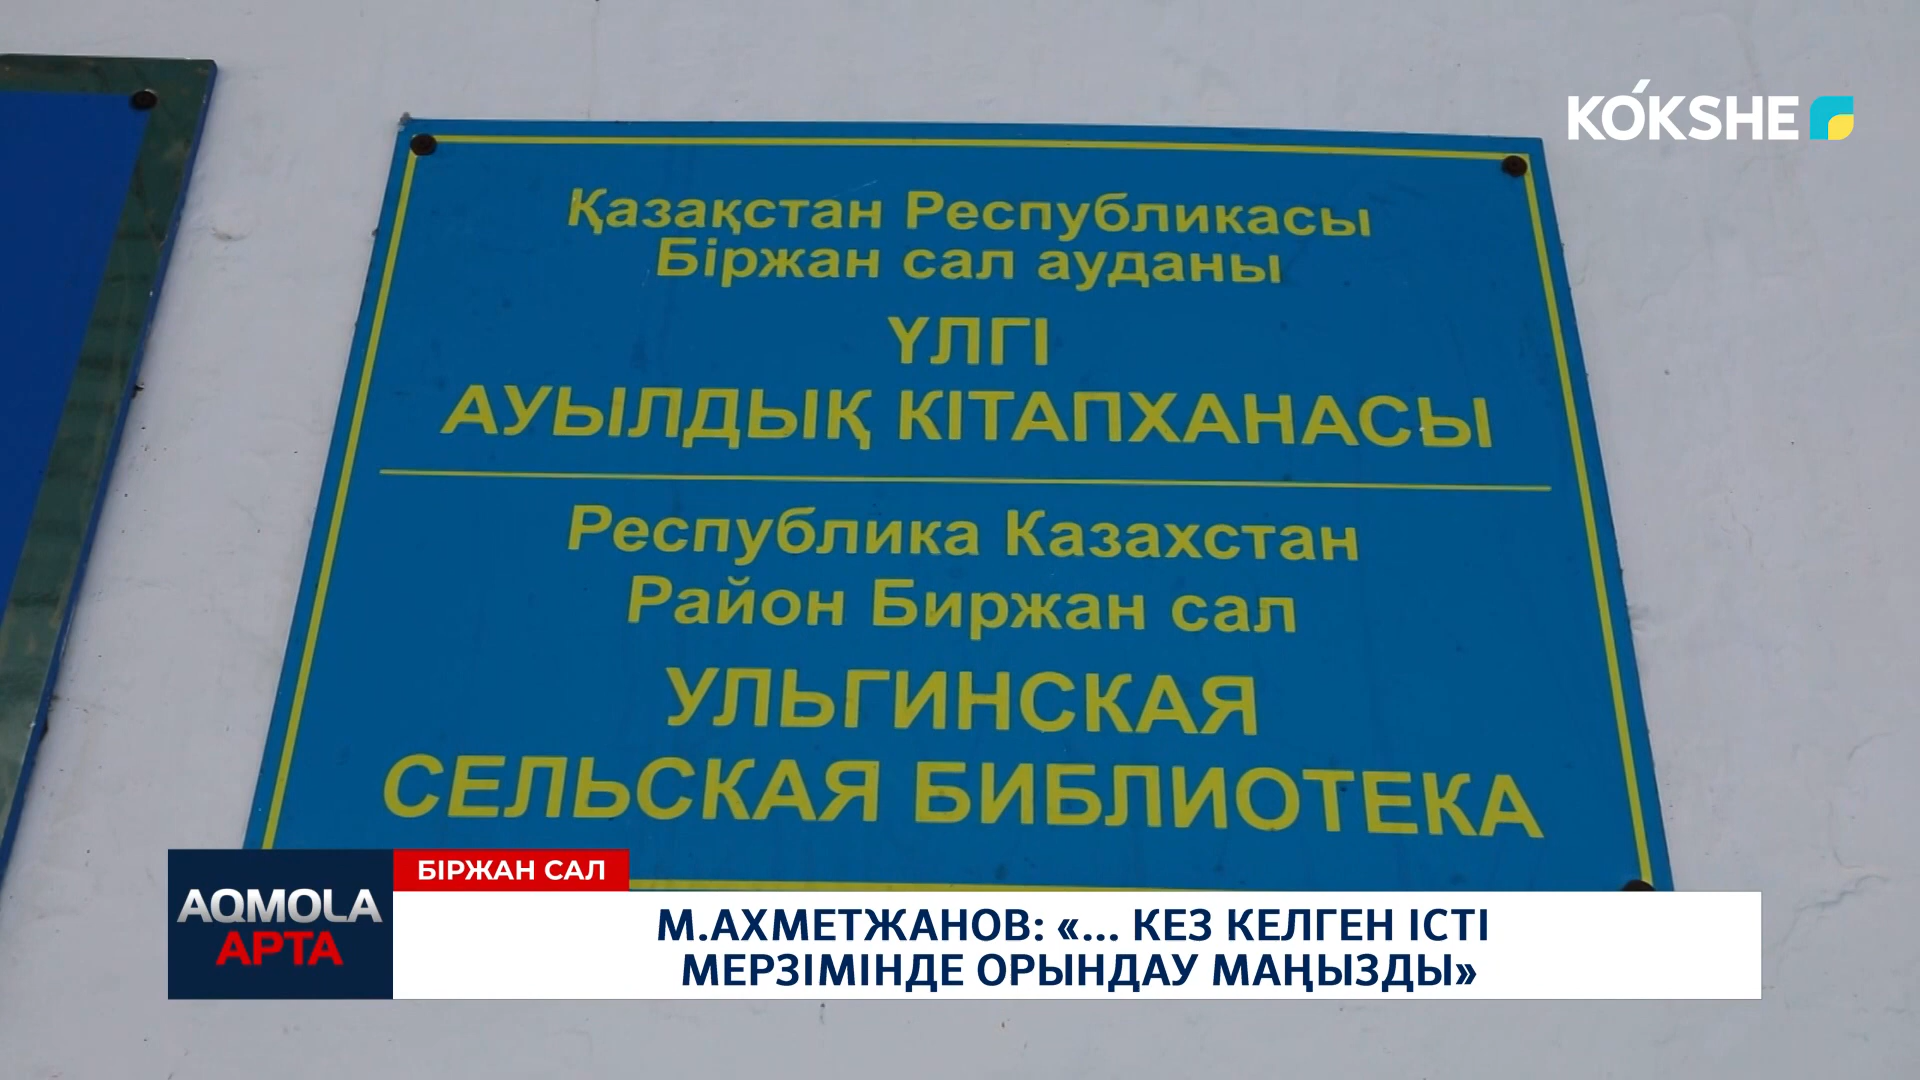 KÓKSHE
Қазақстан Республикасы
Біржан сал ауданы
ҮЛГІ
АУЫЛДЫҚ КІТАПХАНАСЫ
Республика Казахстан
Район Биржан сал
УЛЬГИНСКАЯ
СЕЛЬСКАЯ БИБЛИОТЕКА
БІРЖАН САЛ
AQMOLA
APTA
М.АХМЕТЖАНОВ: «... КЕЗ КЕЛГЕН ІСТІ
МЕРЗІМІНДЕ ОРЫНДАУ МАҢЫЗДЫ»